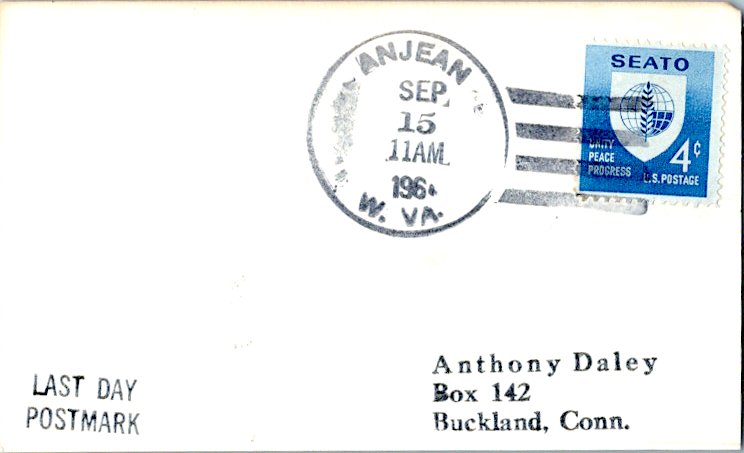 ANJEAN
SEP
15
11AM
W. VA.
SEATO
UNITY
PEACE
PROGRESS
4¢
U.S. POSTAGE
Anthony Daley
Box 142
Buckland, Conn.
LAST DAY
POSTMARK